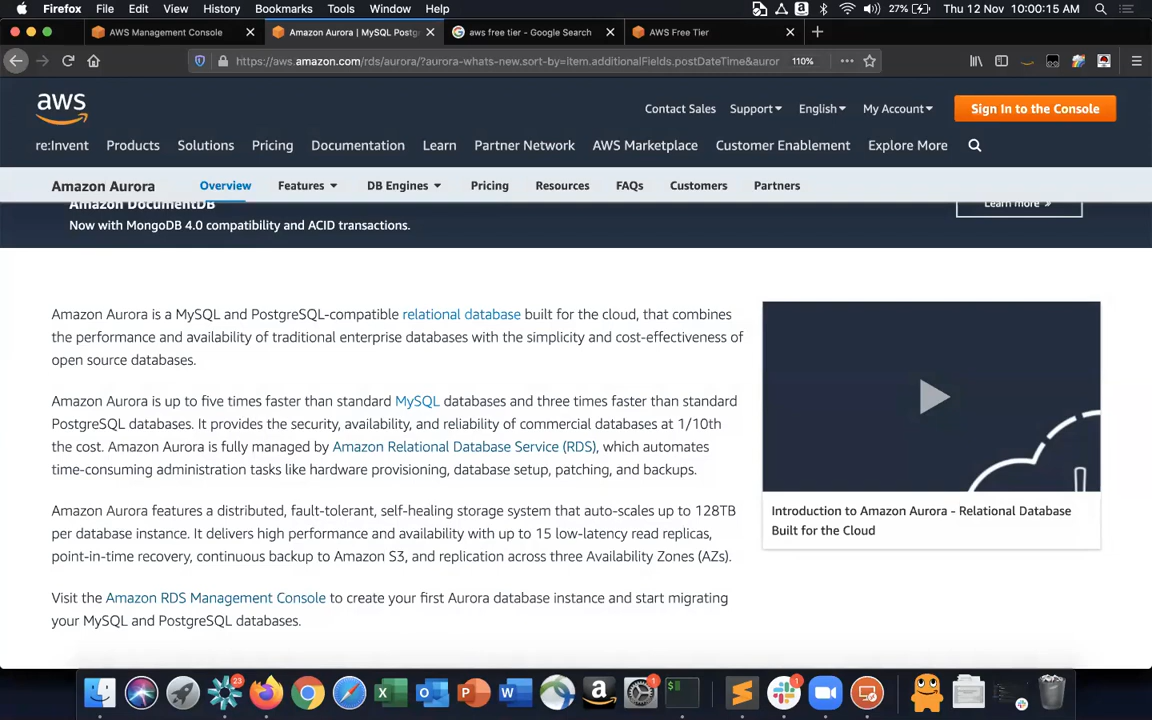 Firefox File Edit View History Bookmarks Tools Window Help 27% Thu 12 Nov 10:00:15 AM
AWS Management Console Amazon Aurora | MySQL Postg aws free tier - Google Search AWS Free Tier
https://aws.amazon.com/rds/aurora/?aurora-whats-new.sort-by=item.additionalFields.postDateTime&auror 110%
aws
Contact Sales Support English My Account Sign In to the Console
re:Invent Products Solutions Pricing Documentation Learn Partner Network AWS Marketplace Customer Enablement Explore More
Amazon Aurora Overview Features DB Engines Pricing Resources FAQs Customers Partners
Amazon DocumentDB
Learn more »
Now with MongoDB 4.0 compatibility and ACID transactions.
Amazon Aurora is a MySQL and PostgreSQL-compatible relational database built for the cloud, that combines
the performance and availability of traditional enterprise databases with the simplicity and cost-effectiveness of
open source databases.
Amazon Aurora is up to five times faster than standard MySQL databases and three times faster than standard
PostgreSQL databases. It provides the security, availability, and reliability of commercial databases at 1/10th
the cost. Amazon Aurora is fully managed by Amazon Relational Database Service (RDS), which automates
time-consuming administration tasks like hardware provisioning, database setup, patching, and backups.
Amazon Aurora features a distributed, fault-tolerant, self-healing storage system that auto-scales up to 128TB
per database instance. It delivers high performance and availability with up to 15 low-latency read replicas,
point-in-time recovery, continuous backup to Amazon S3, and replication across three Availability Zones (AZs).
Visit the Amazon RDS Management Console to create your first Aurora database instance and start migrating
your MySQL and PostgreSQL databases.
Introduction to Amazon Aurora - Relational Database
Built for the Cloud
23 1 1